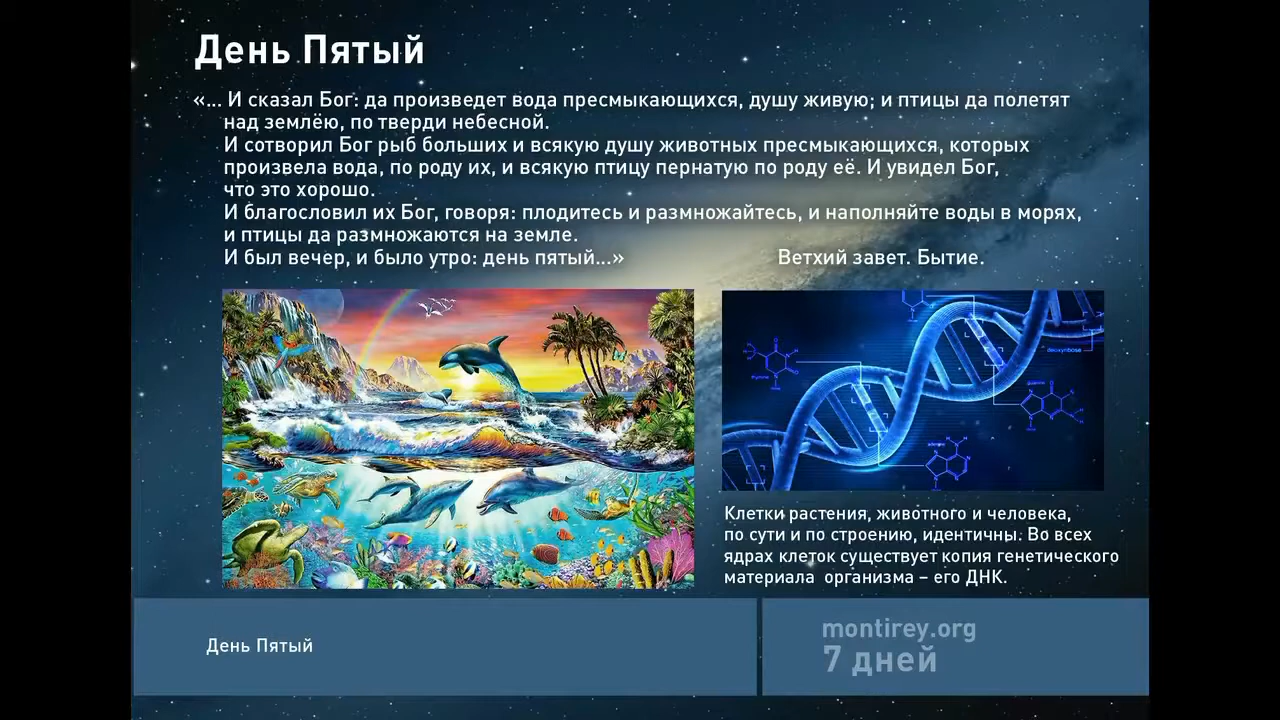 День Пятый
«... И сказал Бог: да произведет вода пресмыкающихся, душу живую; и птицы да полетят
над землёю, по тверди небесной.
И сотворил Бог рыб больших и всякую душу животных пресмыкающихся, которых
произвела вода, по роду их, и всякую птицу пернатую по роду её. И увидел Бог,
что это хорошо.
И благословил их Бог, говоря: плодитесь и размножайтесь, и наполняйте воды в морях,
и птицы да размножаются на земле.
И был вечер, и было утро: день пятый...»
Ветхий завет. Бытие.
Клетки растения, животного и человека,
по сути и по строению, идентичны. Во всех
ядрах клеток существует копия генетического
материала организма – его ДНК.
День Пятый
montirey.org
7 дней